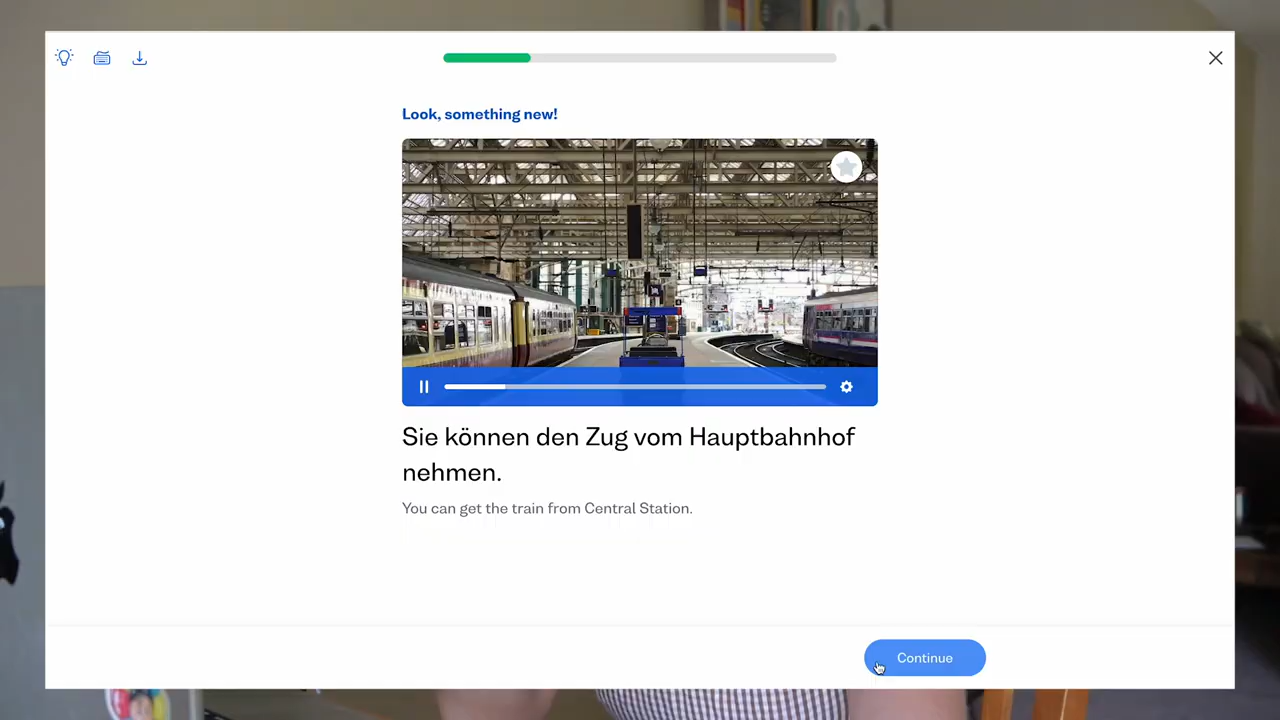 Look, something new!
Sie können den Zug vom Hauptbahnhof
nehmen.
You can get the train from Central Station.
Continue